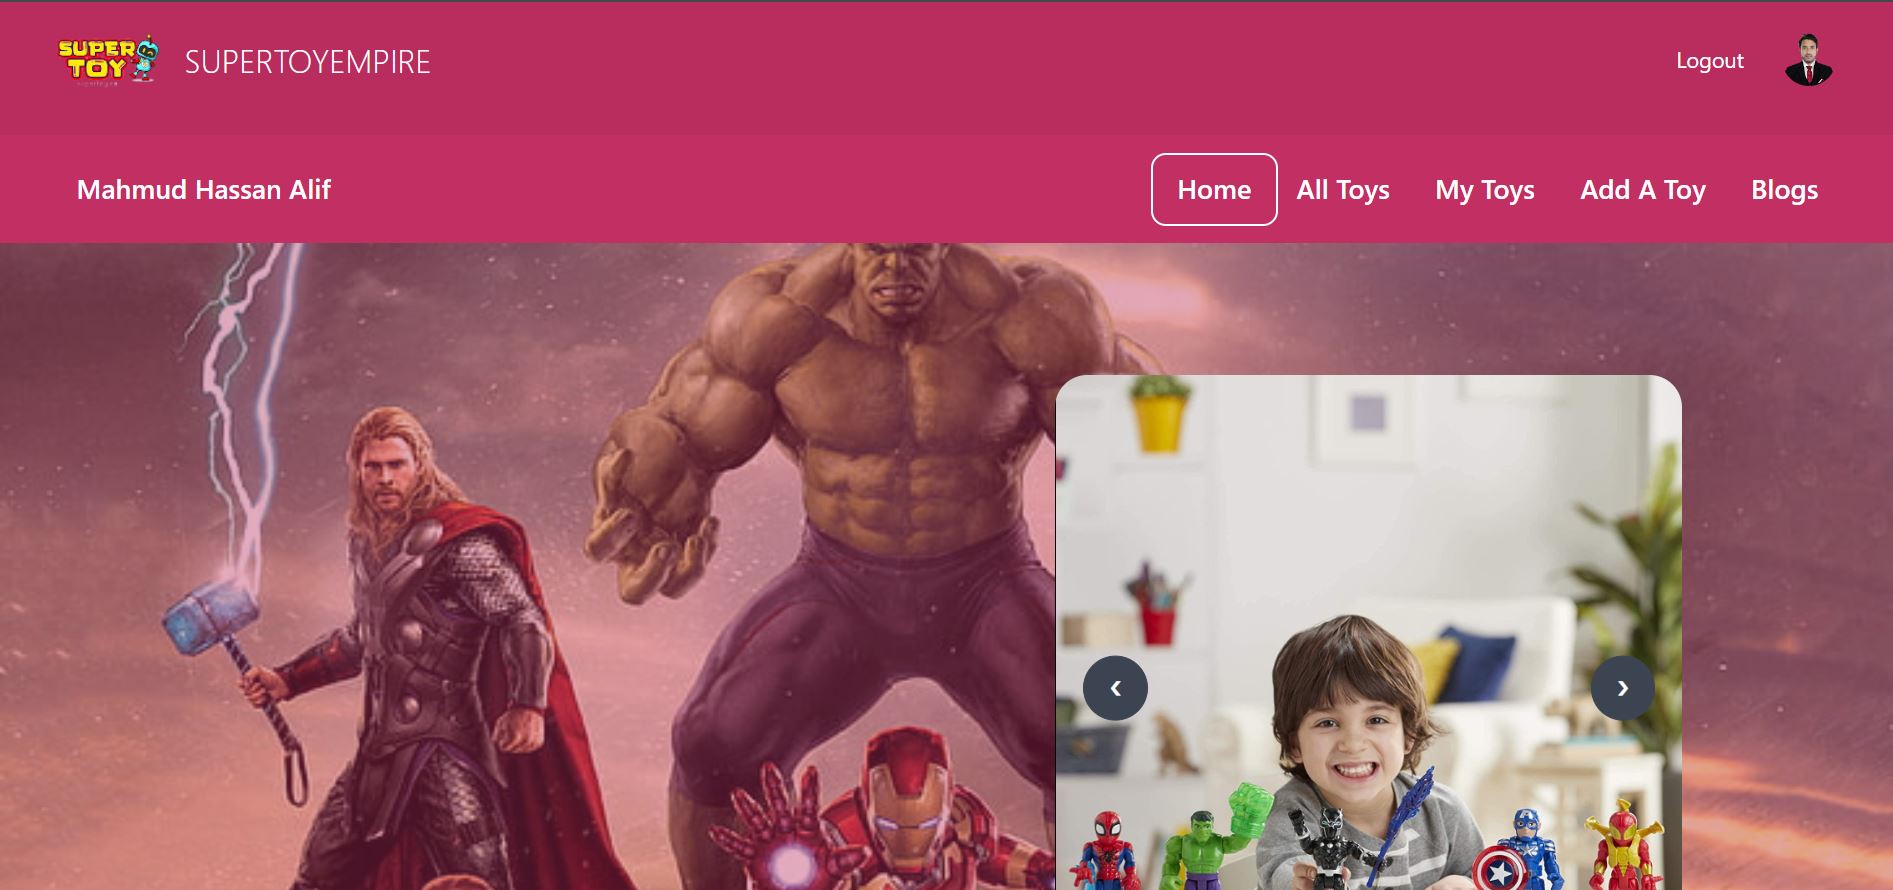 SUPER
TOY
SUPERTOYEMPIRE
Logout
Mahmud Hassan Alif
Home
All Toys
My Toys
Add A Toy
Blogs